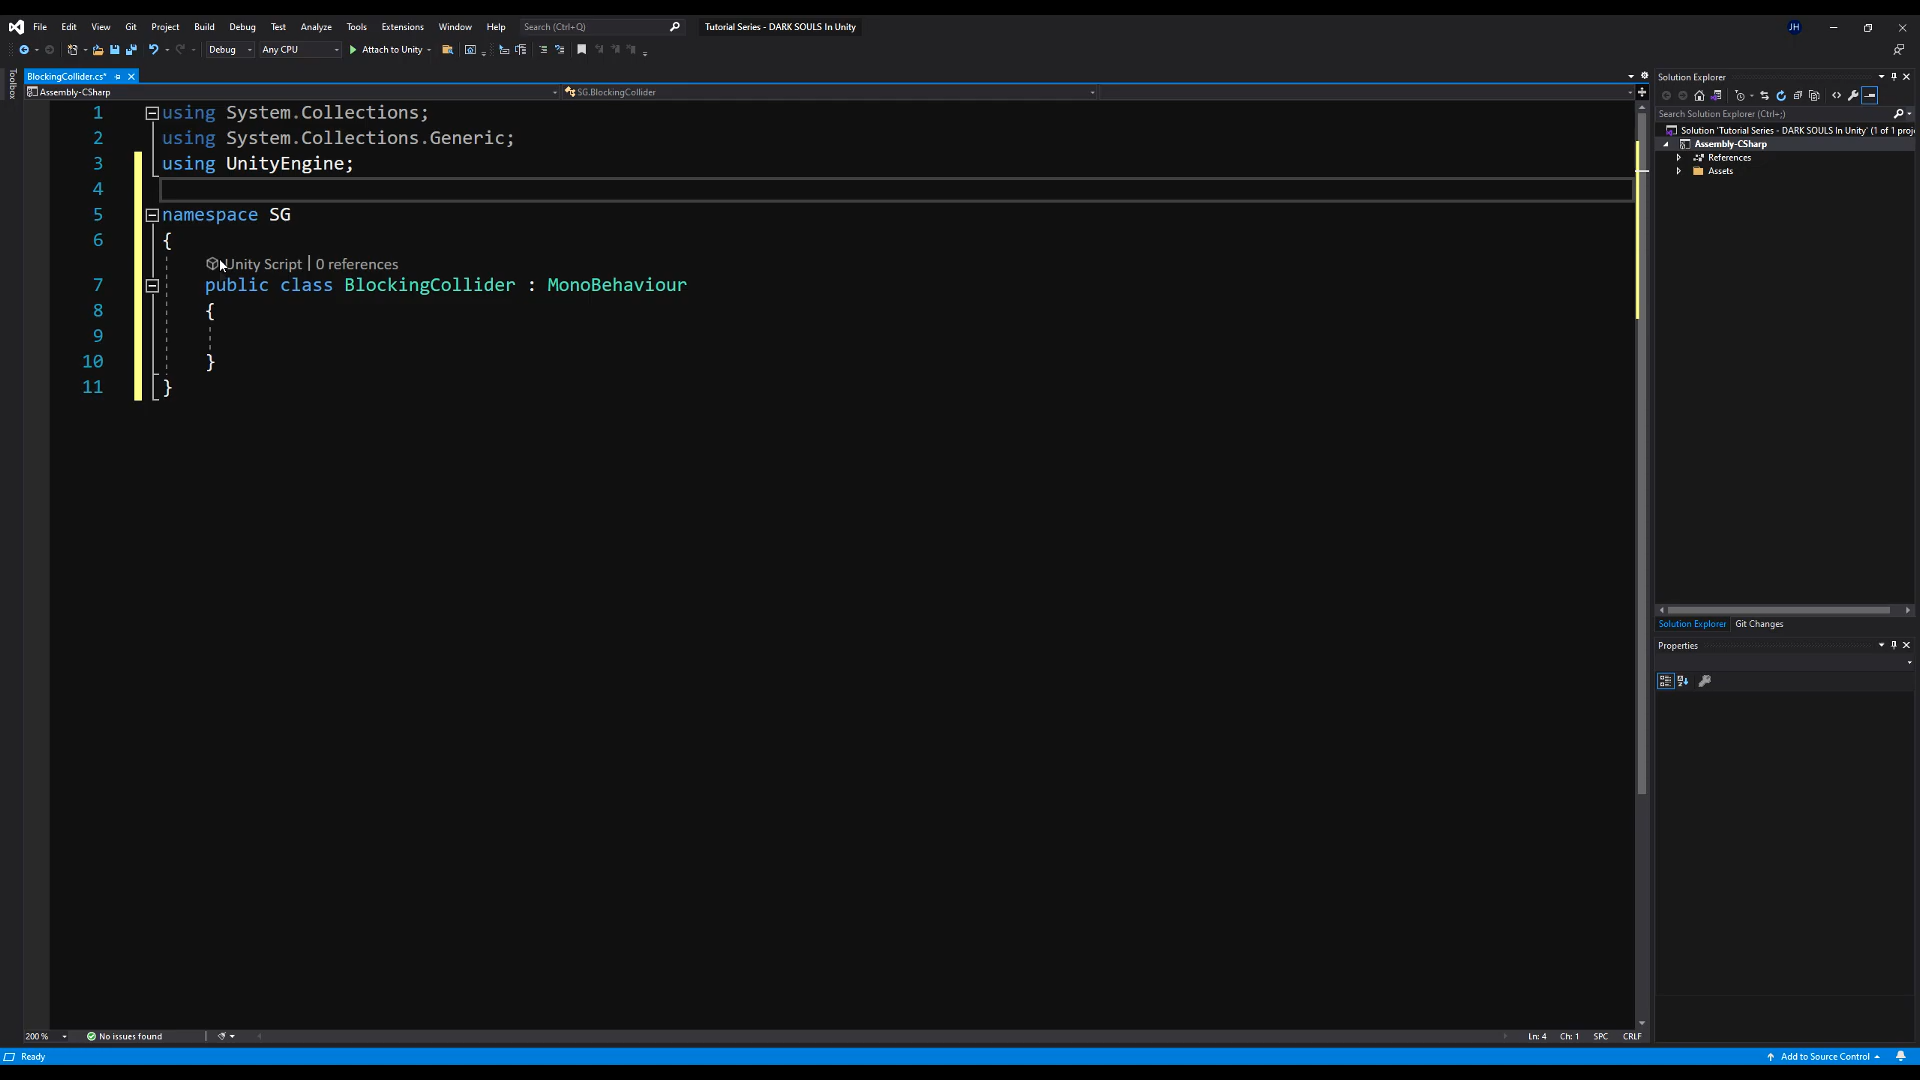 File Edit View Git Project Build Debug Test Analyze Tools Extensions Window Help Search (Ctrl+Q) Tutorial Series - DARK SOULS In Unity JH
Debug Any CPU Attach to Unity
Toolbox
BlockingCollider.cs*
Assembly-CSharp SG.BlockingCollider
1 using System.Collections;
2 using System.Collections.Generic;
3 using UnityEngine;
4
5 namespace SG
6 {
Unity Script | 0 references
7 public class BlockingCollider : MonoBehaviour
8 {
9
10 }
11 }
200 % No issues found Ln: 4 Ch: 1 SPC CRLF
Ready Add to Source Control
Solution Explorer
Search Solution Explorer (Ctrl+;)
Solution 'Tutorial Series - DARK SOULS In Unity' (1 of 1 proj
Assembly-CSharp
References
Assets
Solution Explorer Git Changes
Properties